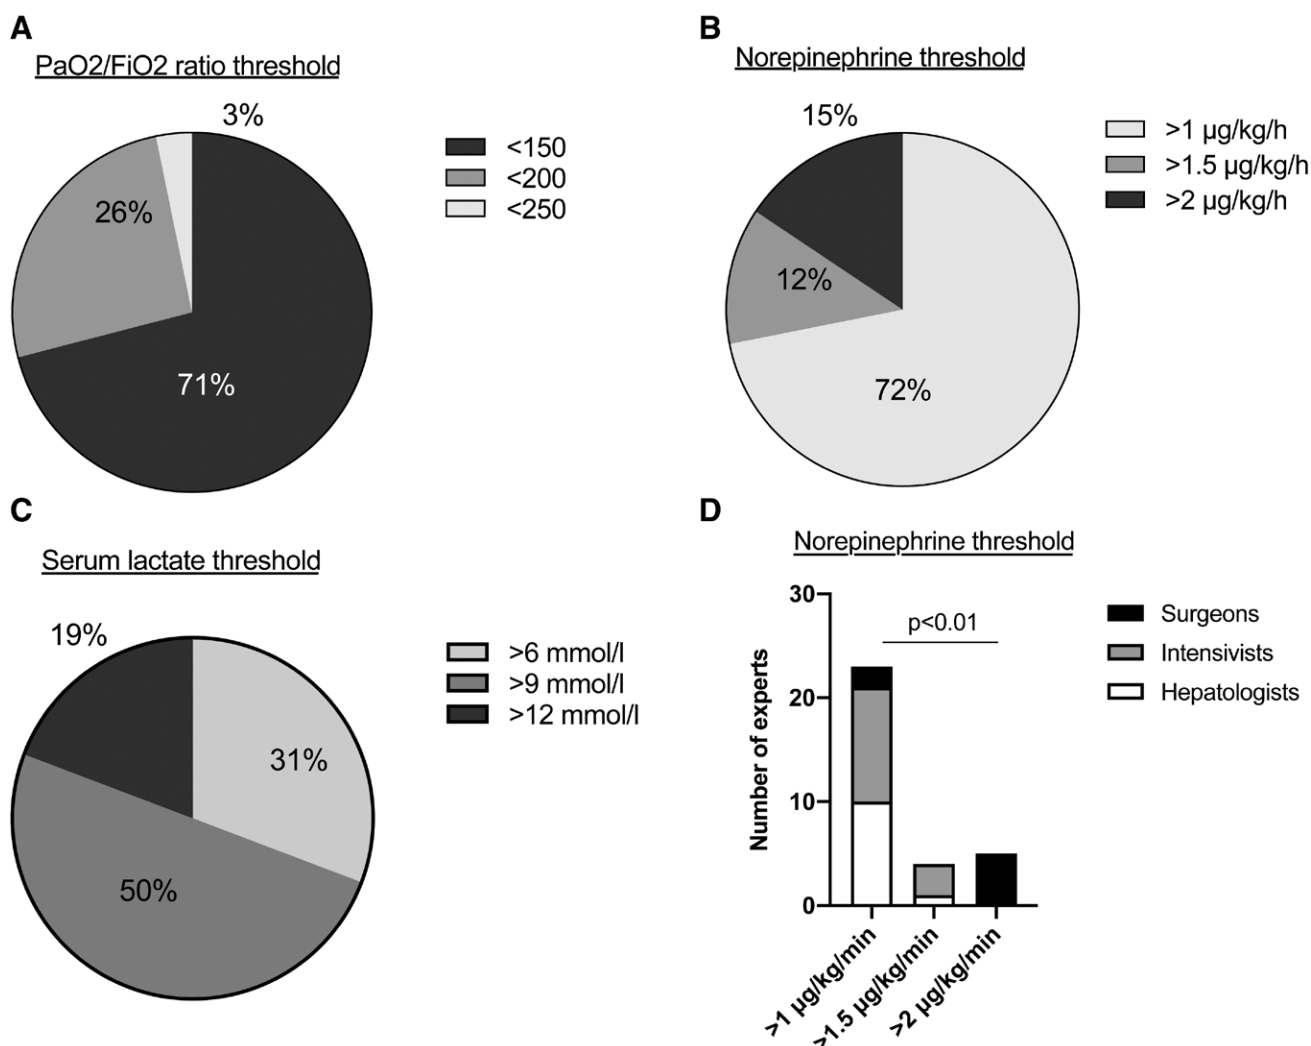 A
PaO2/FiO2 ratio threshold
3%
26%
71%
<150
<200
<250
B
Norepinephrine threshold
15%
12%
72%
>1 µg/kg/h
>1.5 µg/kg/h
>2 µg/kg/h
C
Serum lactate threshold
19%
31%
50%
>6 mmol/l
>9 mmol/l
>12 mmol/l
D
Norepinephrine threshold
30
20
10
0
Number of experts
p<0.01
Surgeons
Intensivists
Hepatologists
>1 µg/kg/min
>1.5 µg/kg/min
>2 µg/kg/min